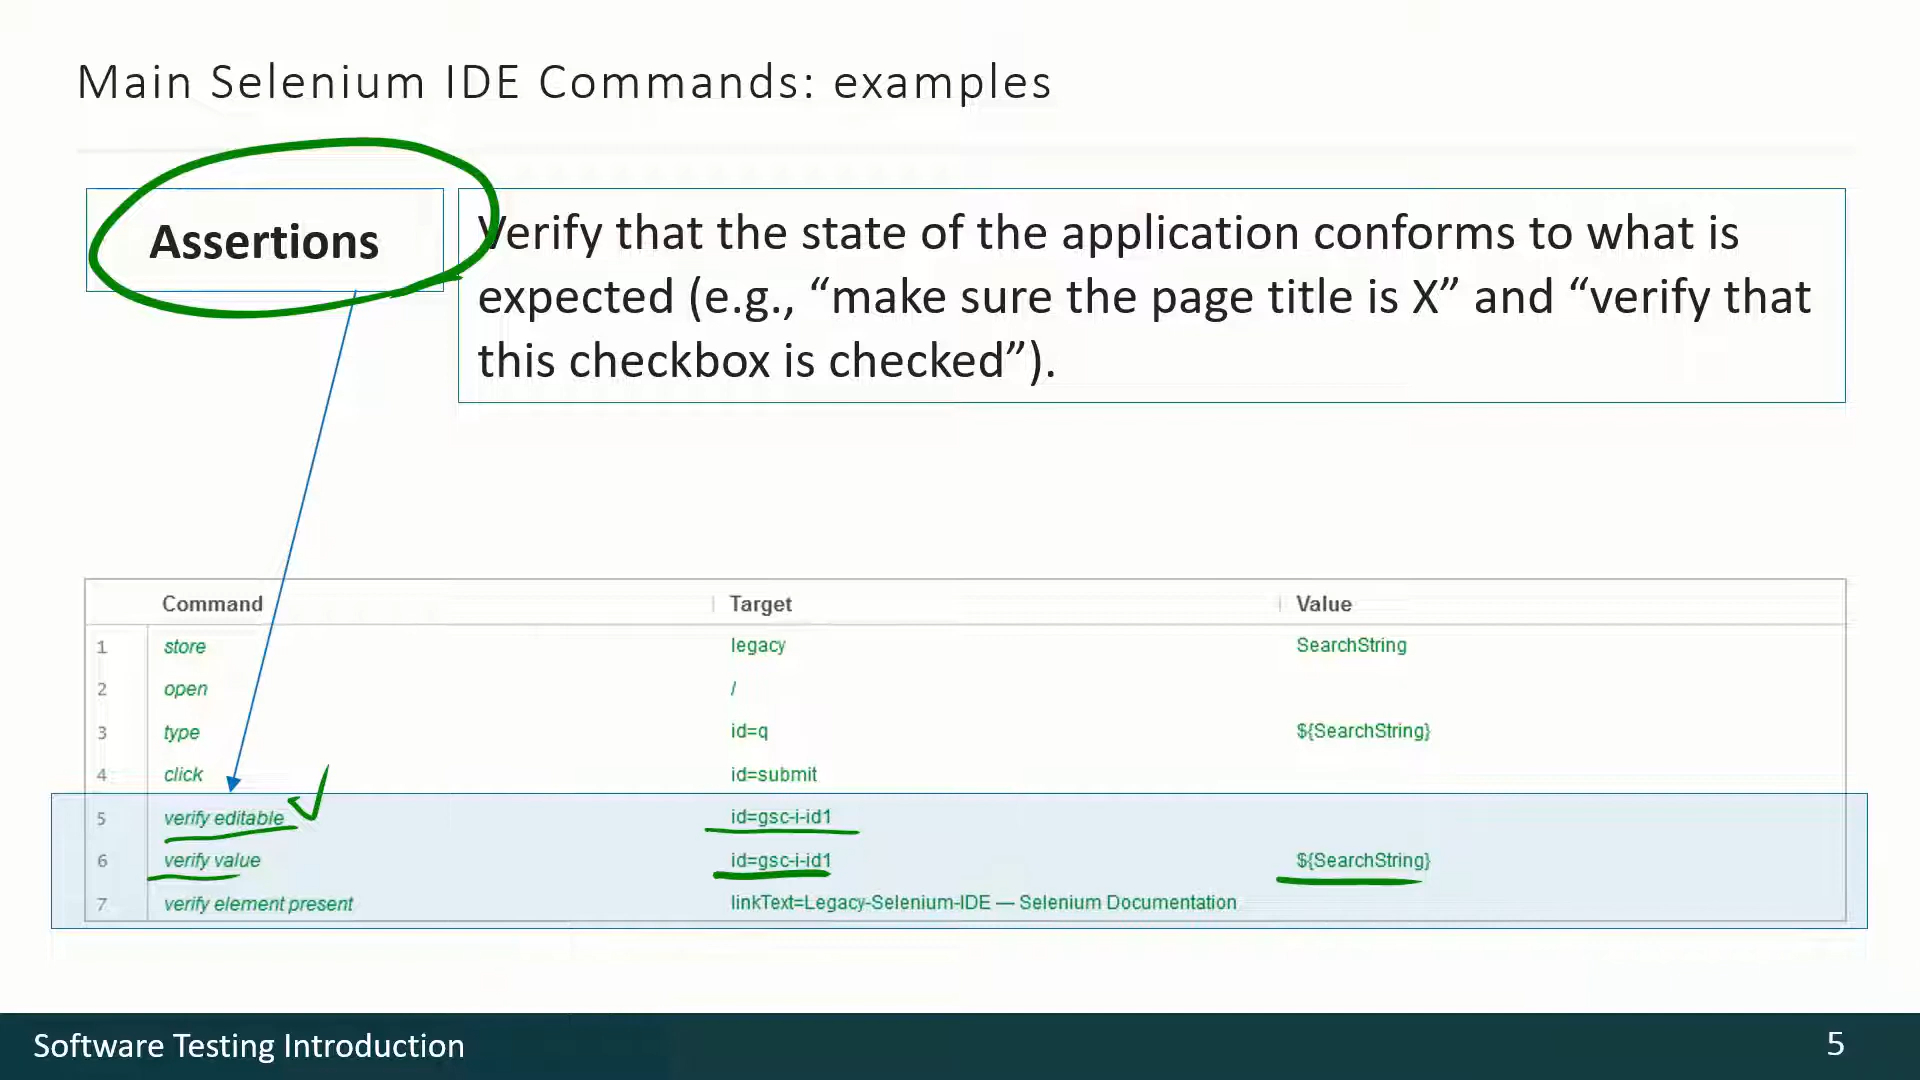 Main Selenium IDE Commands: examples
Assertions
Verify that the state of the application conforms to what is
expected (e.g., “make sure the page title is X” and “verify that
this checkbox is checked”).
Command Target Value
1 store legacy SearchString
2 open /
3 type id=q ${SearchString}
4 click id=submit
5 verify editable id=gsc-i-id1
6 verify value id=gsc-i-id1 ${SearchString}
7 verify element present linkText=Legacy-Selenium-IDE — Selenium Documentation
Software Testing Introduction 5